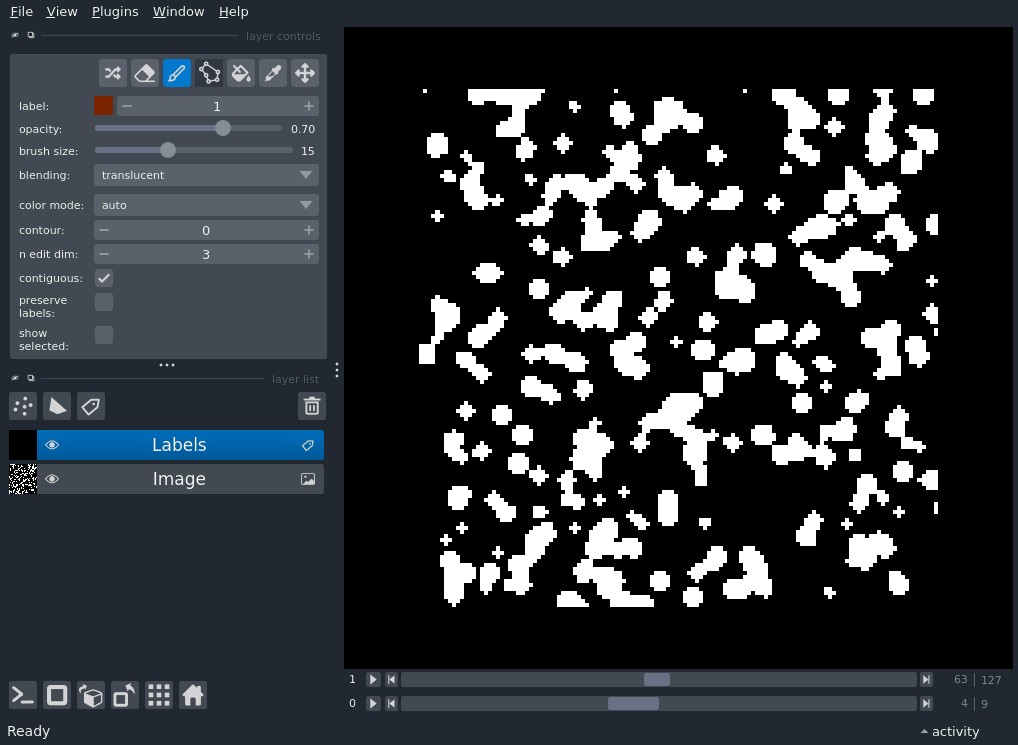 File View Plugins Window Help
layer controls
label: 1
opacity: 0.70
brush size: 15
blending: translucent
color mode: auto
contour: 0
n edit dim: 3
contiguous:
preserve
labels:
show
selected:
layer list
Labels
Image
1 63 127
0 4 9
Ready activity